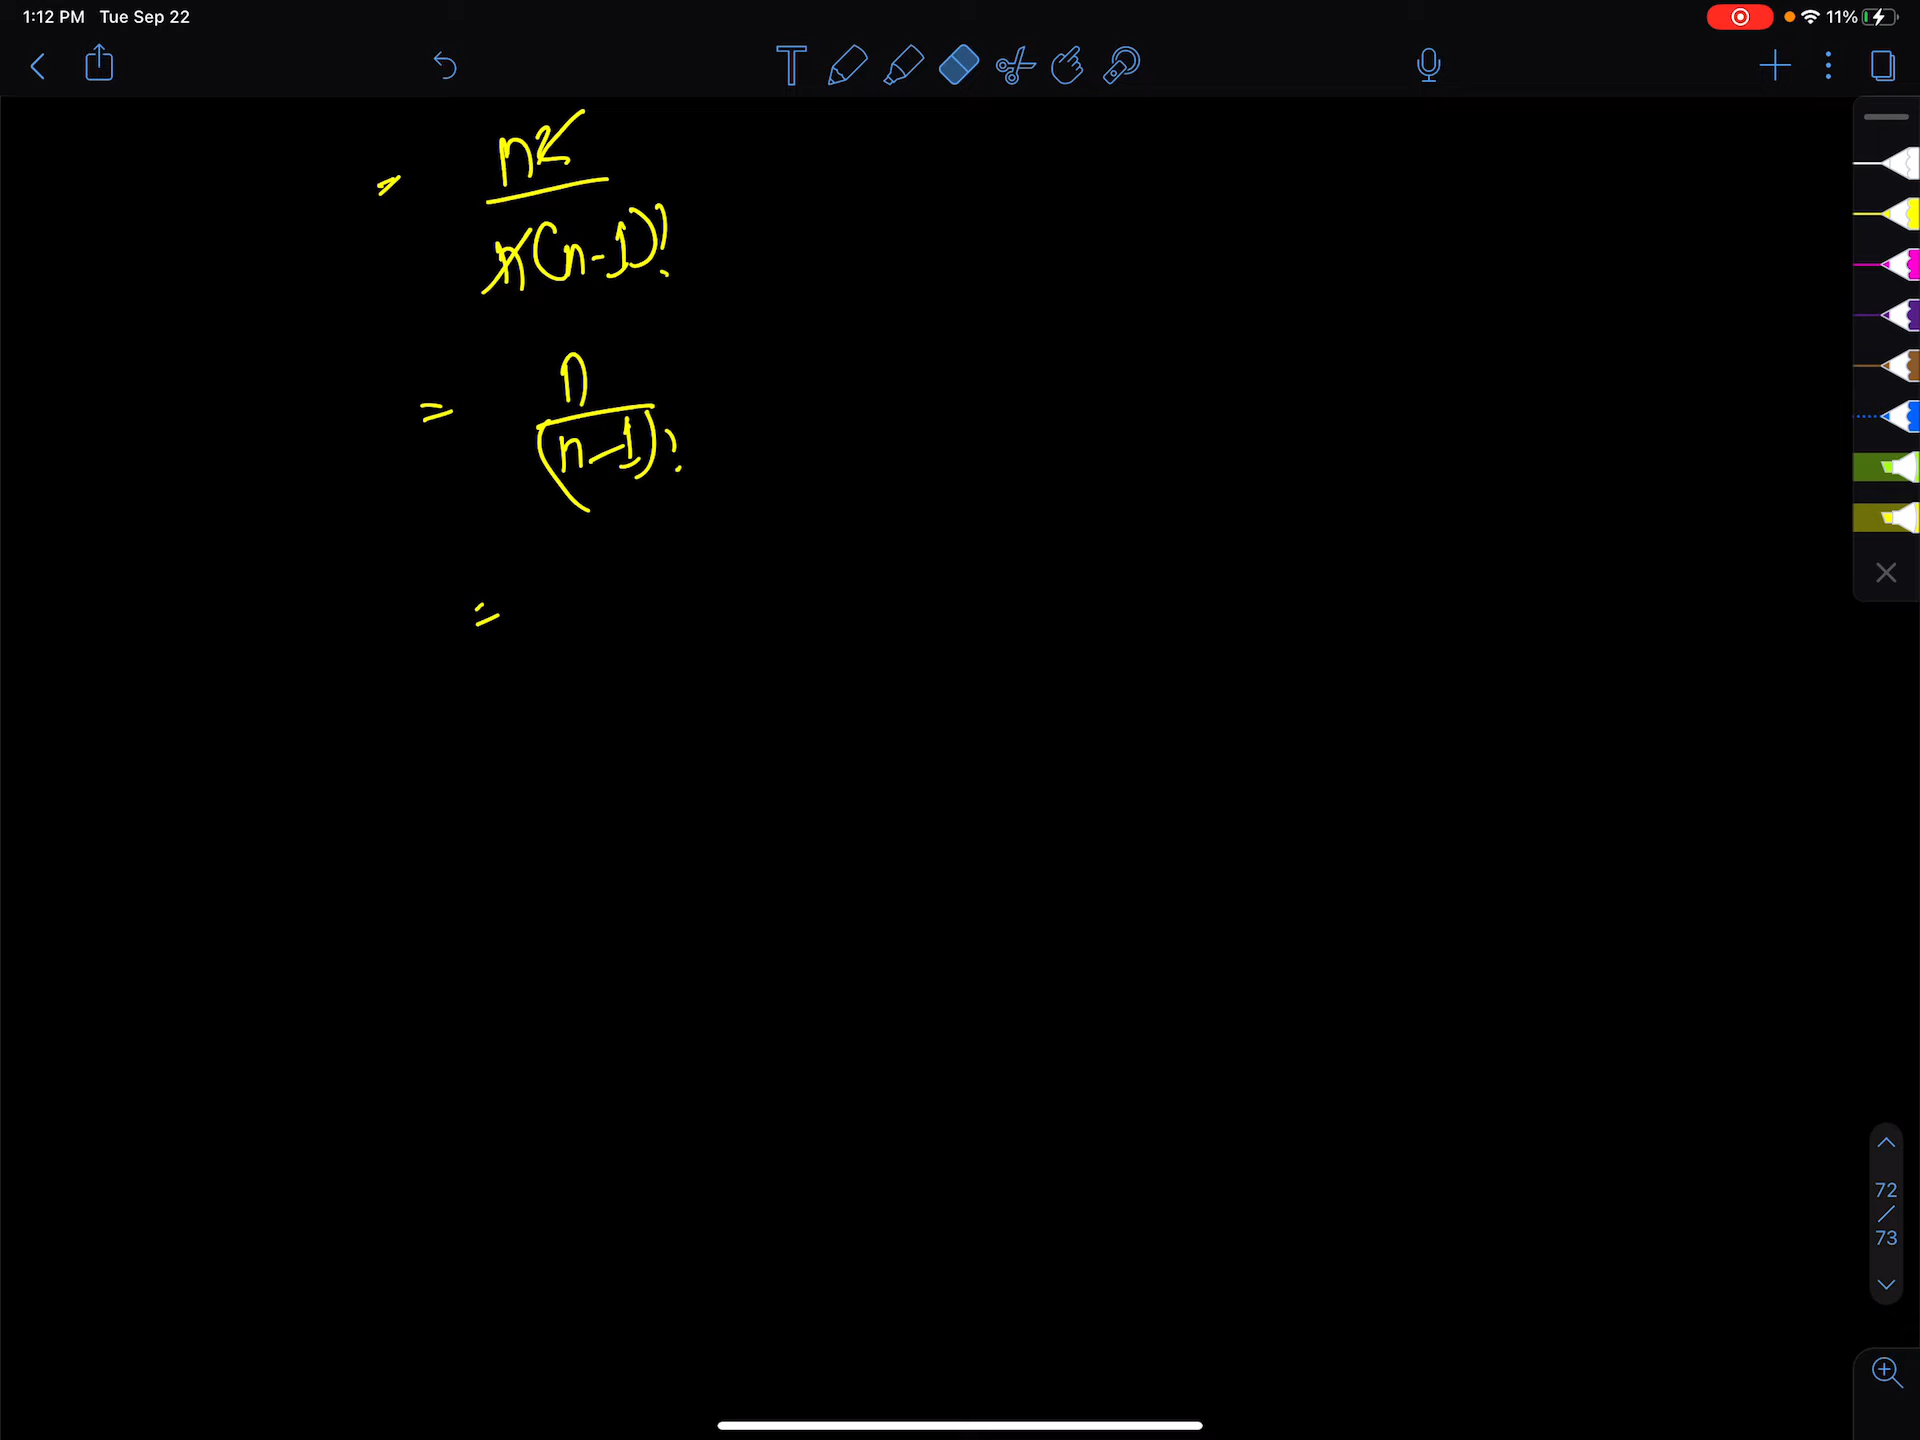 1:12 PM Tue Sep 22 11%
T
= n2
n(n-1)!
= n
(n-1)!
=
72
/
73